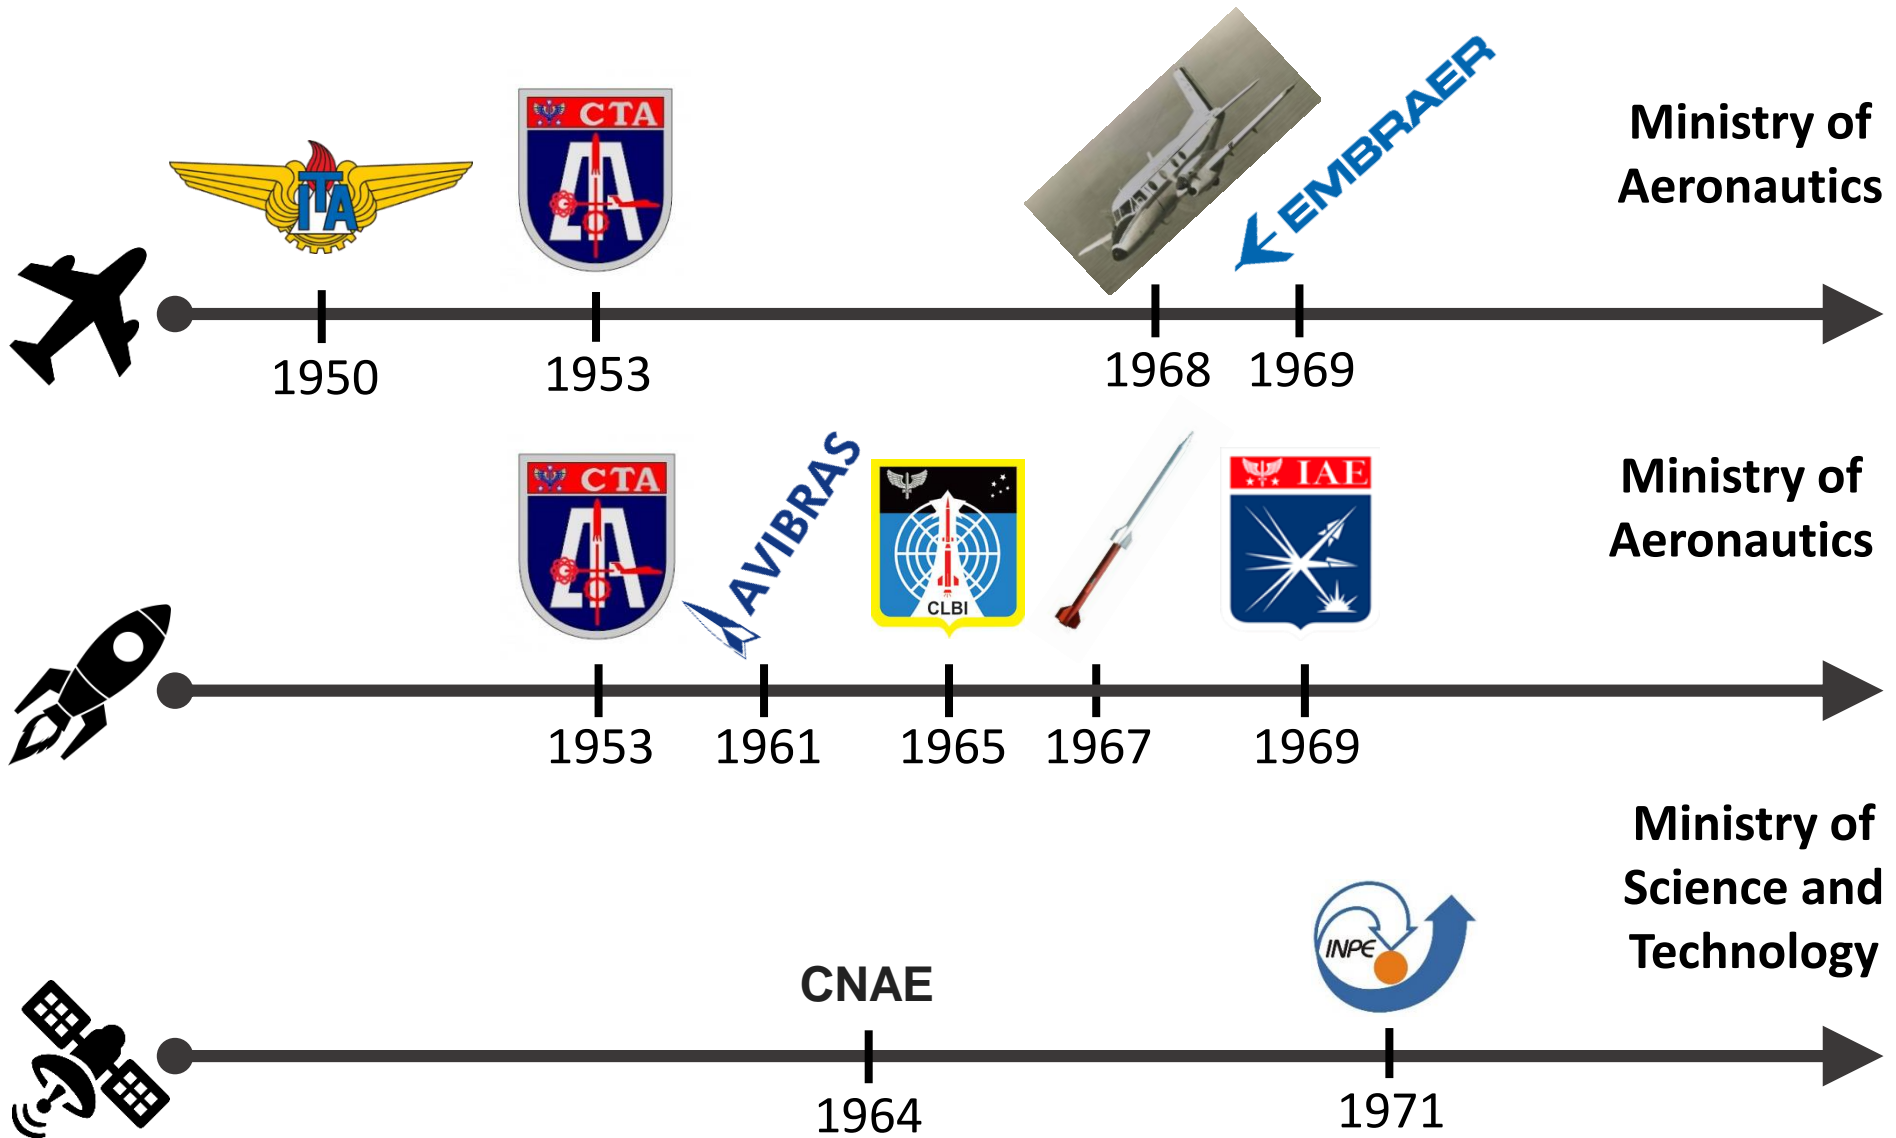 CTA
ITA
EMBRAER
Ministry of
Aeronautics
1950
1953
1968
1969
CTA
AVIBRAS
CLBI
IAE
Ministry of
Aeronautics
1953
1961
1965
1967
1969
CNAE
INPE
Ministry of
Science and
Technology
1964
1971